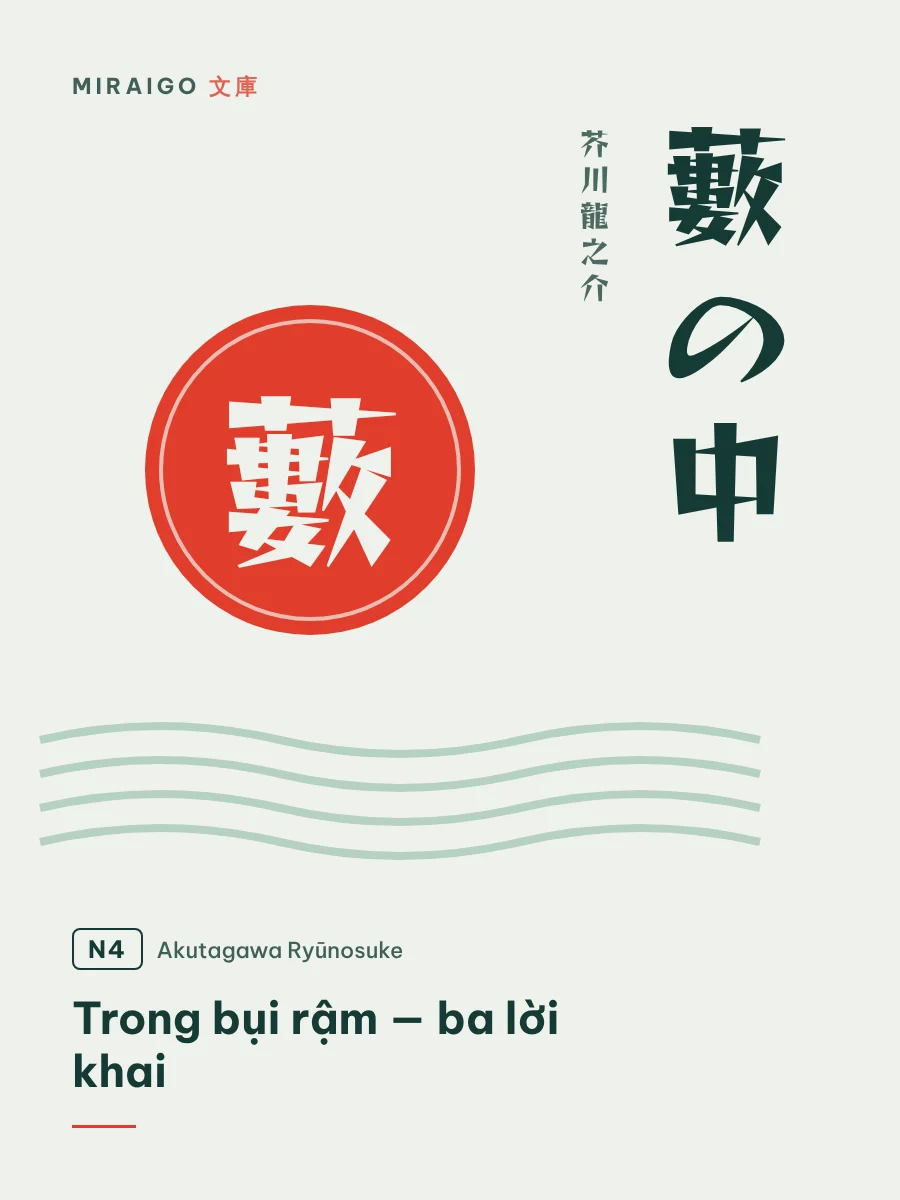 MIRAIGO 文庫
藪の中
芥川龍之介
藪
N4 Akutagawa Ryūnosuke
Trong bụi rậm — ba lời
khai